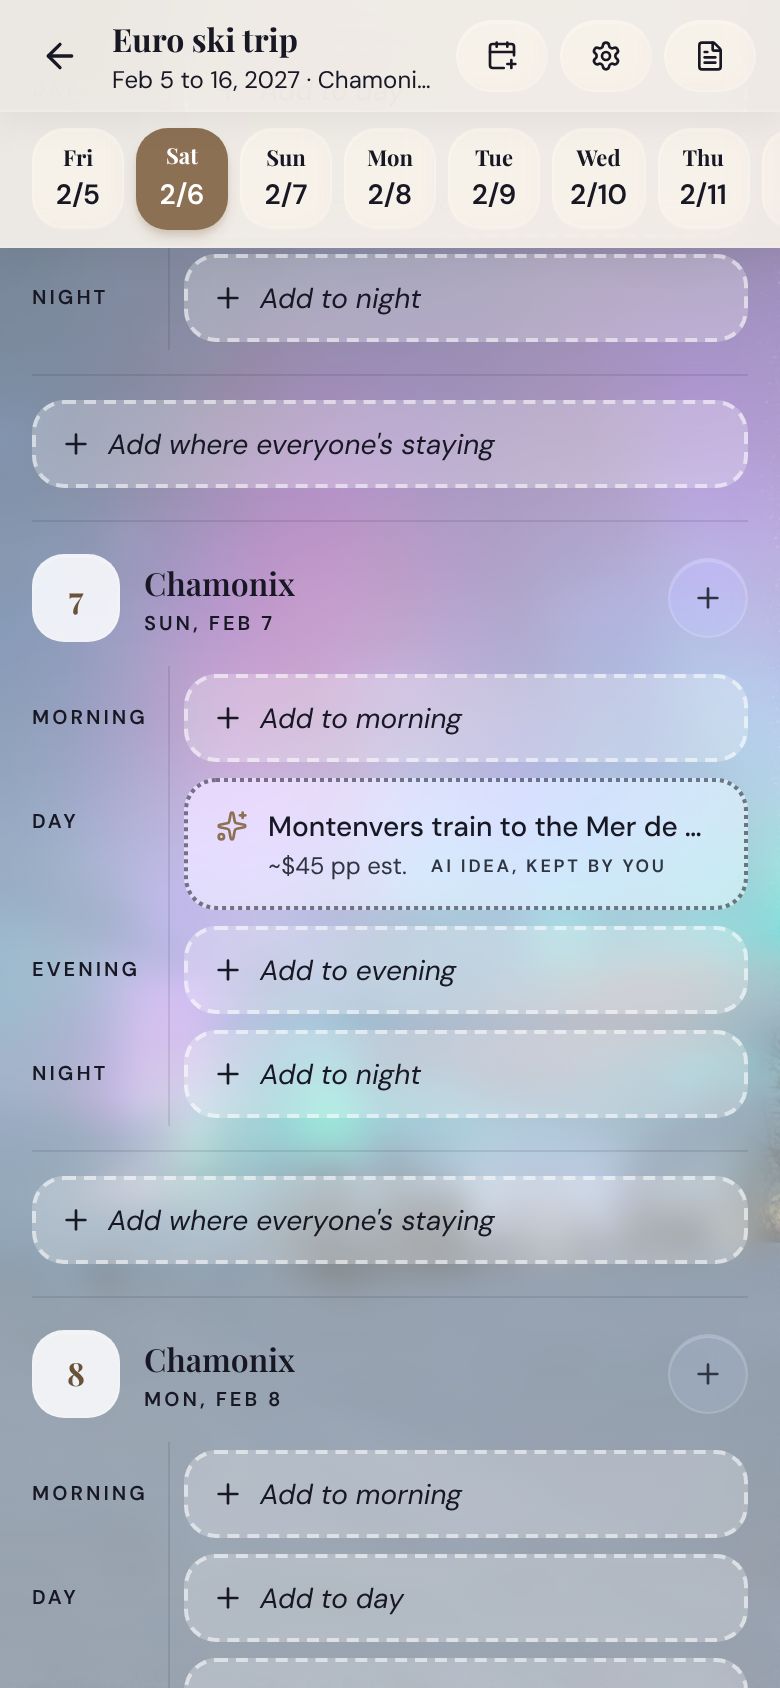 Euro ski trip
Feb 5 to 16, 2027 · Chamoni...
Fri
2/5
Sat
2/6
Sun
2/7
Mon
2/8
Tue
2/9
Wed
2/10
Thu
2/11
NIGHT
Add to night
Add where everyone's staying
7
Chamonix
SUN, FEB 7
MORNING
Add to morning
DAY
Montenvers train to the Mer de ...
~$45 pp est. AI IDEA, KEPT BY YOU
EVENING
Add to evening
NIGHT
Add to night
Add where everyone's staying
8
Chamonix
MON, FEB 8
MORNING
Add to morning
DAY
Add to day